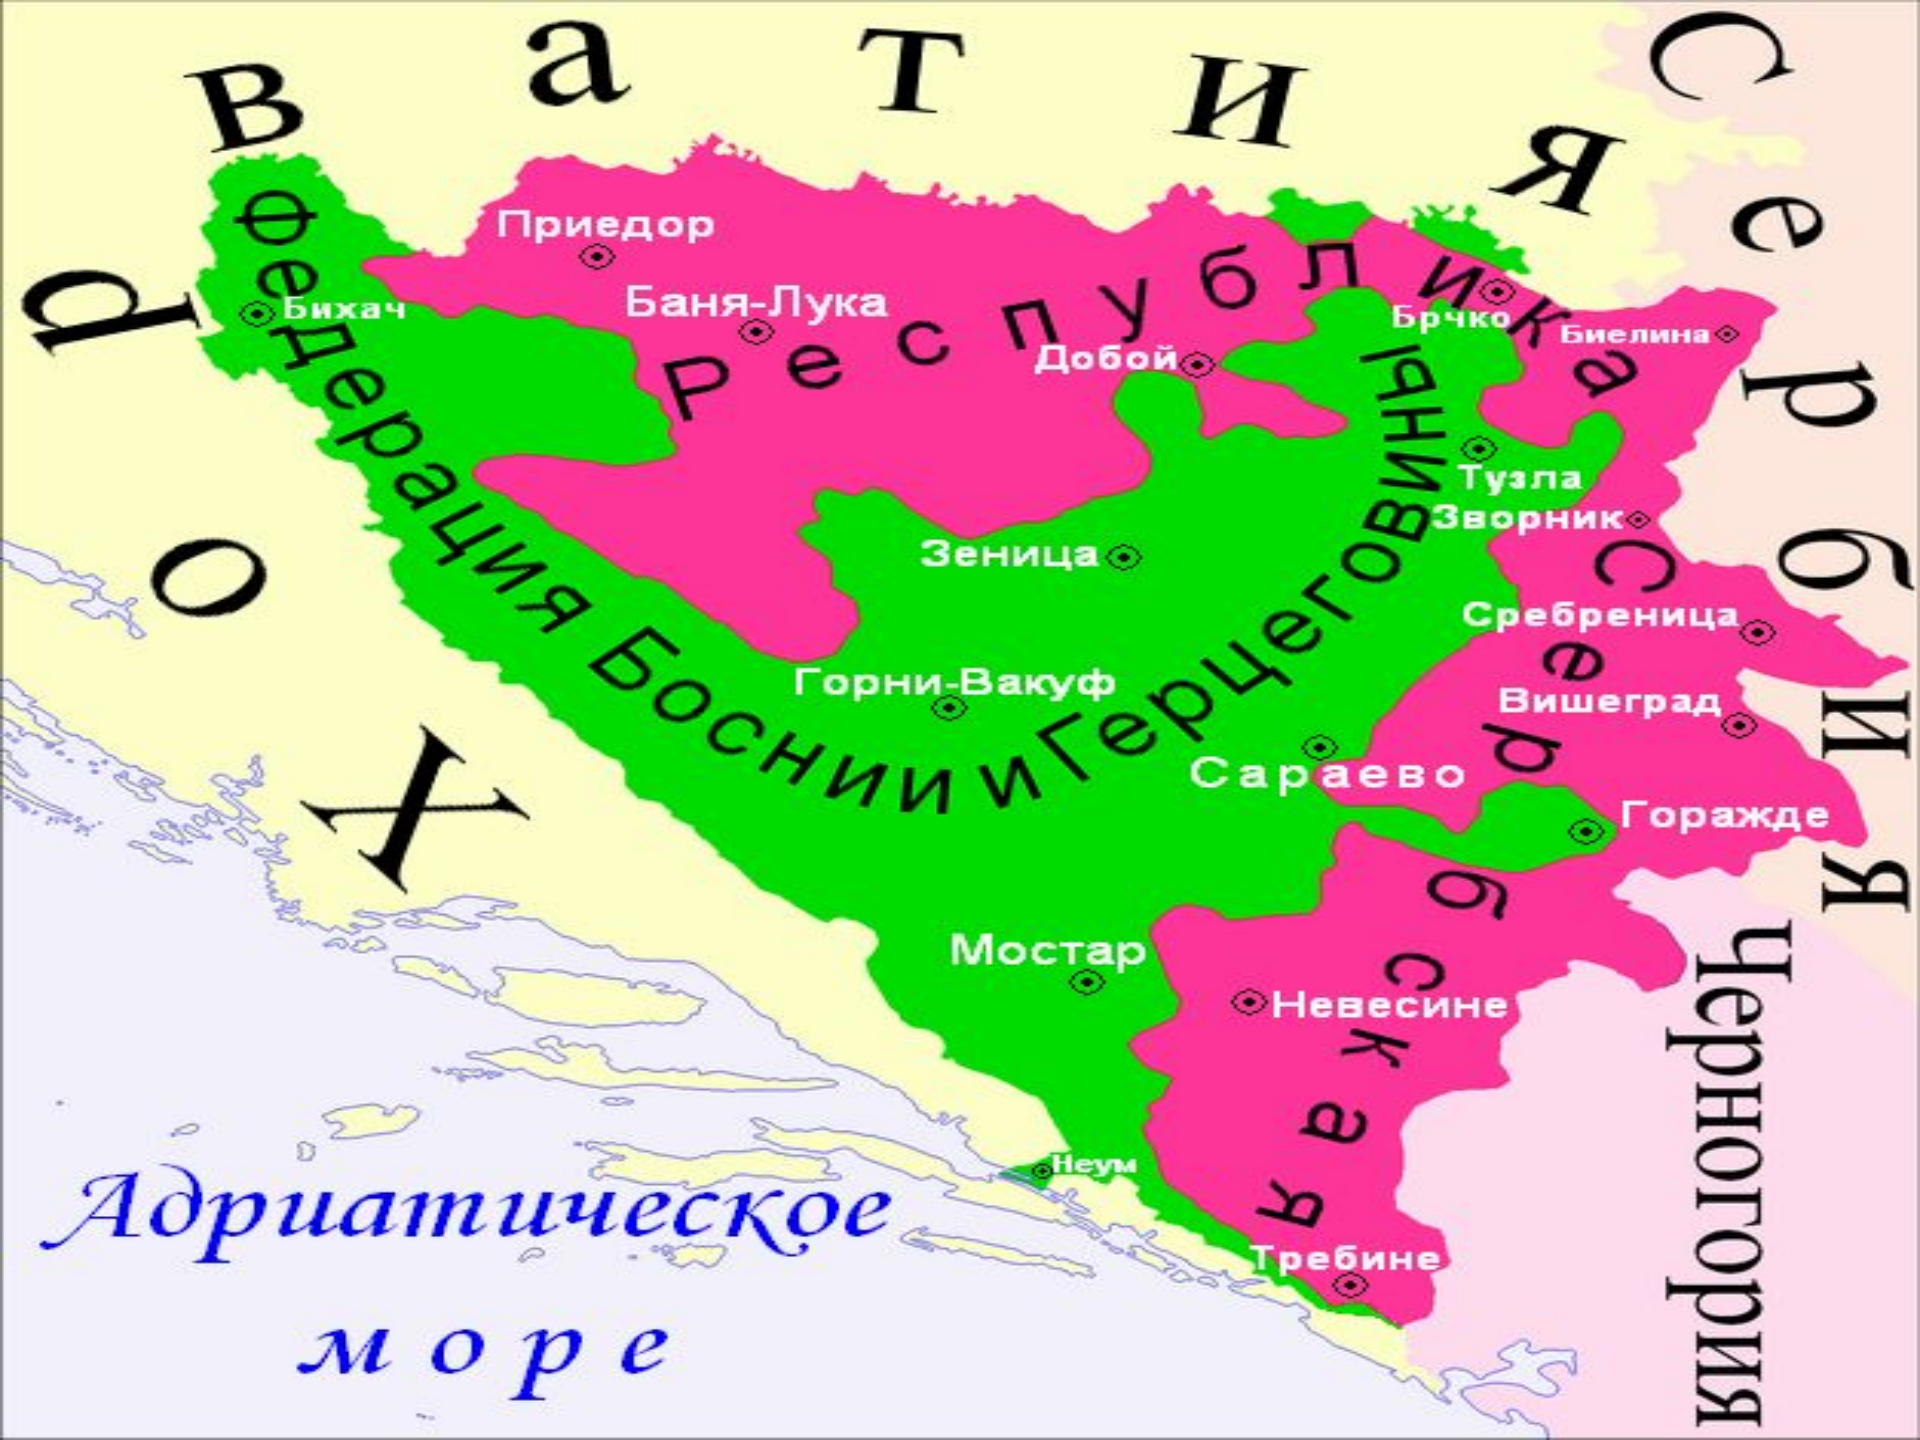 Хорватия
Сербия
Черногория
Федерация Боснии и Герцеговины
Республика Сербская
Приедор
Баня-Лука
Бихач
Добой
Брчко
Биелина
Тузла
Зворник
Зеница
Сребреница
Горни-Вакуф
Вишеград
Сараево
Горажде
Мостар
Невесине
Неум
Требине
Адриатическое
море